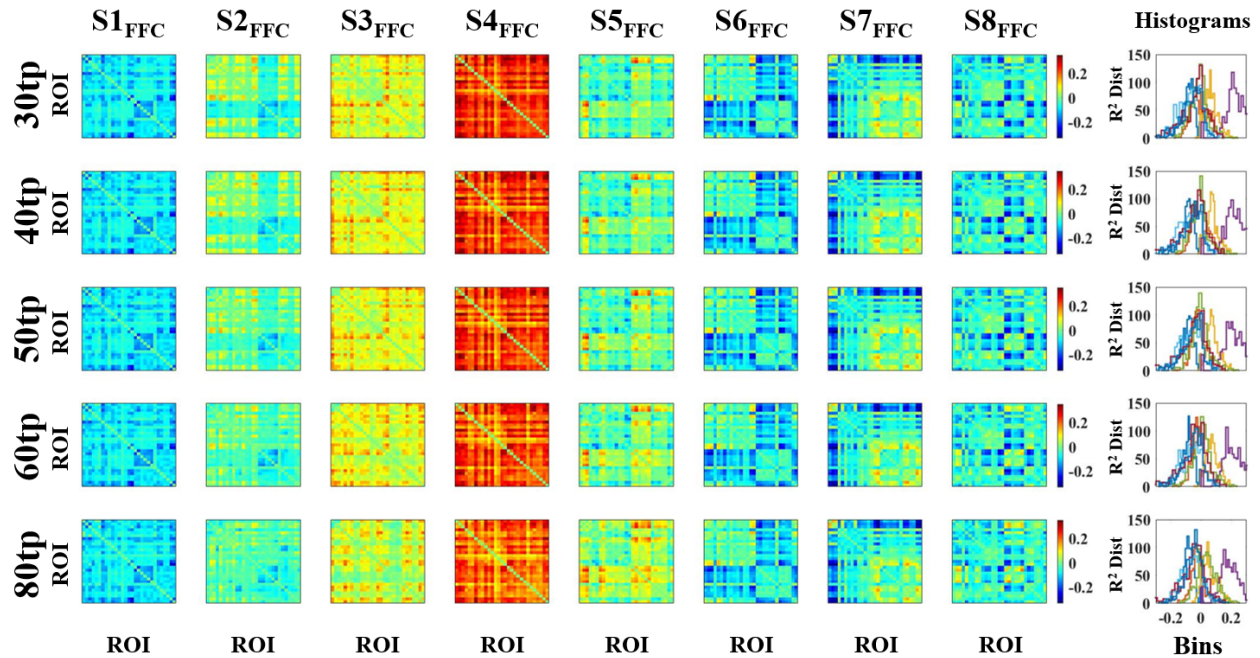 S1FFC S2FFC S3FFC S4FFC S5FFC S6FFC S7FFC S8FFC Histograms
30tp ROI 0.2 0 -0.2 R² Dist 150 100 50 0
40tp ROI 0.2 0 -0.2 R² Dist 150 100 50 0
50tp ROI 0.2 0 -0.2 R² Dist 150 100 50 0
60tp ROI 0.2 0 -0.2 R² Dist 150 100 50 0
80tp ROI 0.2 0 -0.2 R² Dist 150 100 50 0
-0.2 0 0.2
ROI ROI ROI ROI ROI ROI ROI ROI Bins